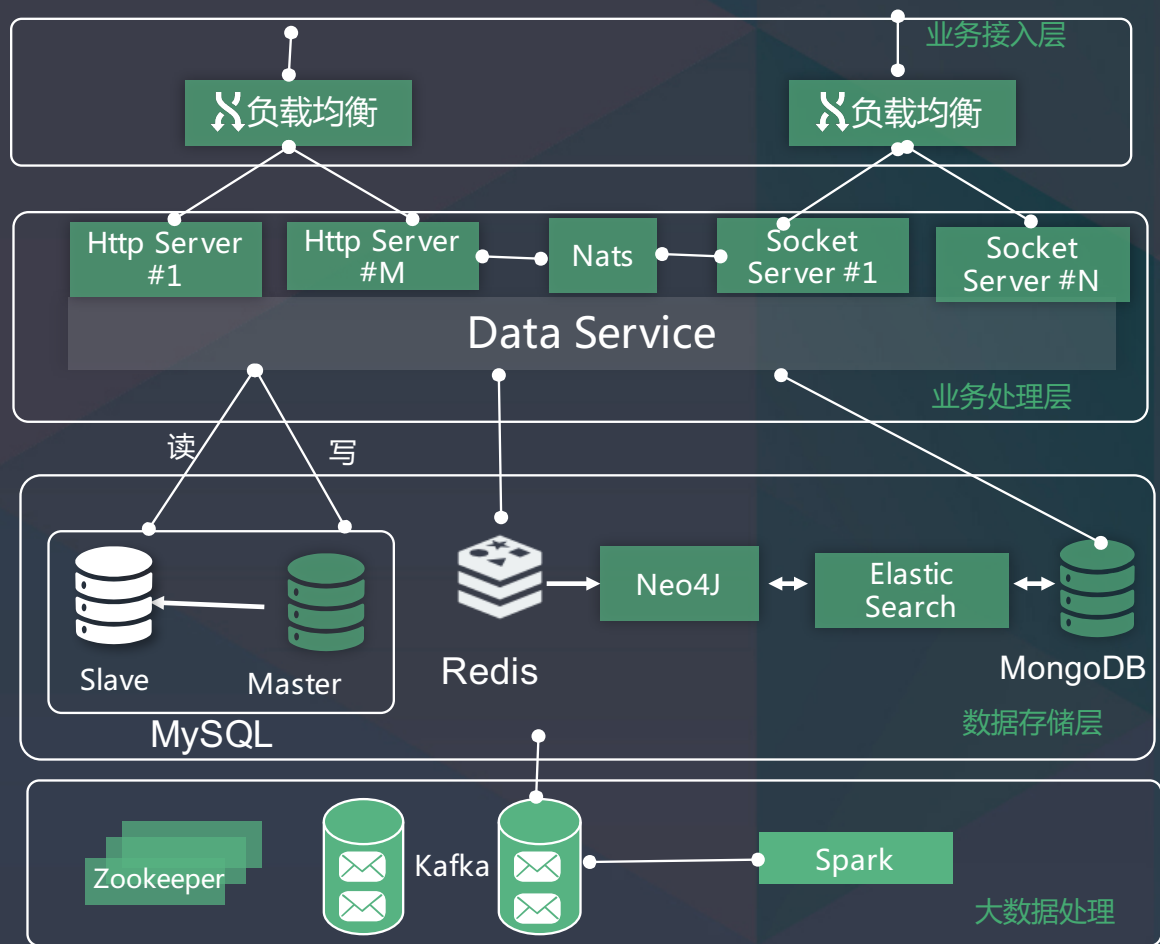 业务接入层
负载均衡
负载均衡
Http Server
#1
Http Server
#M
Nats
Socket
Server #1
Socket
Server #N
Data Service
业务处理层
读
写
Neo4J
Elastic
Search
Slave
Master
Redis
MongoDB
MySQL
数据存储层
Zookeeper
Kafka
Spark
大数据处理